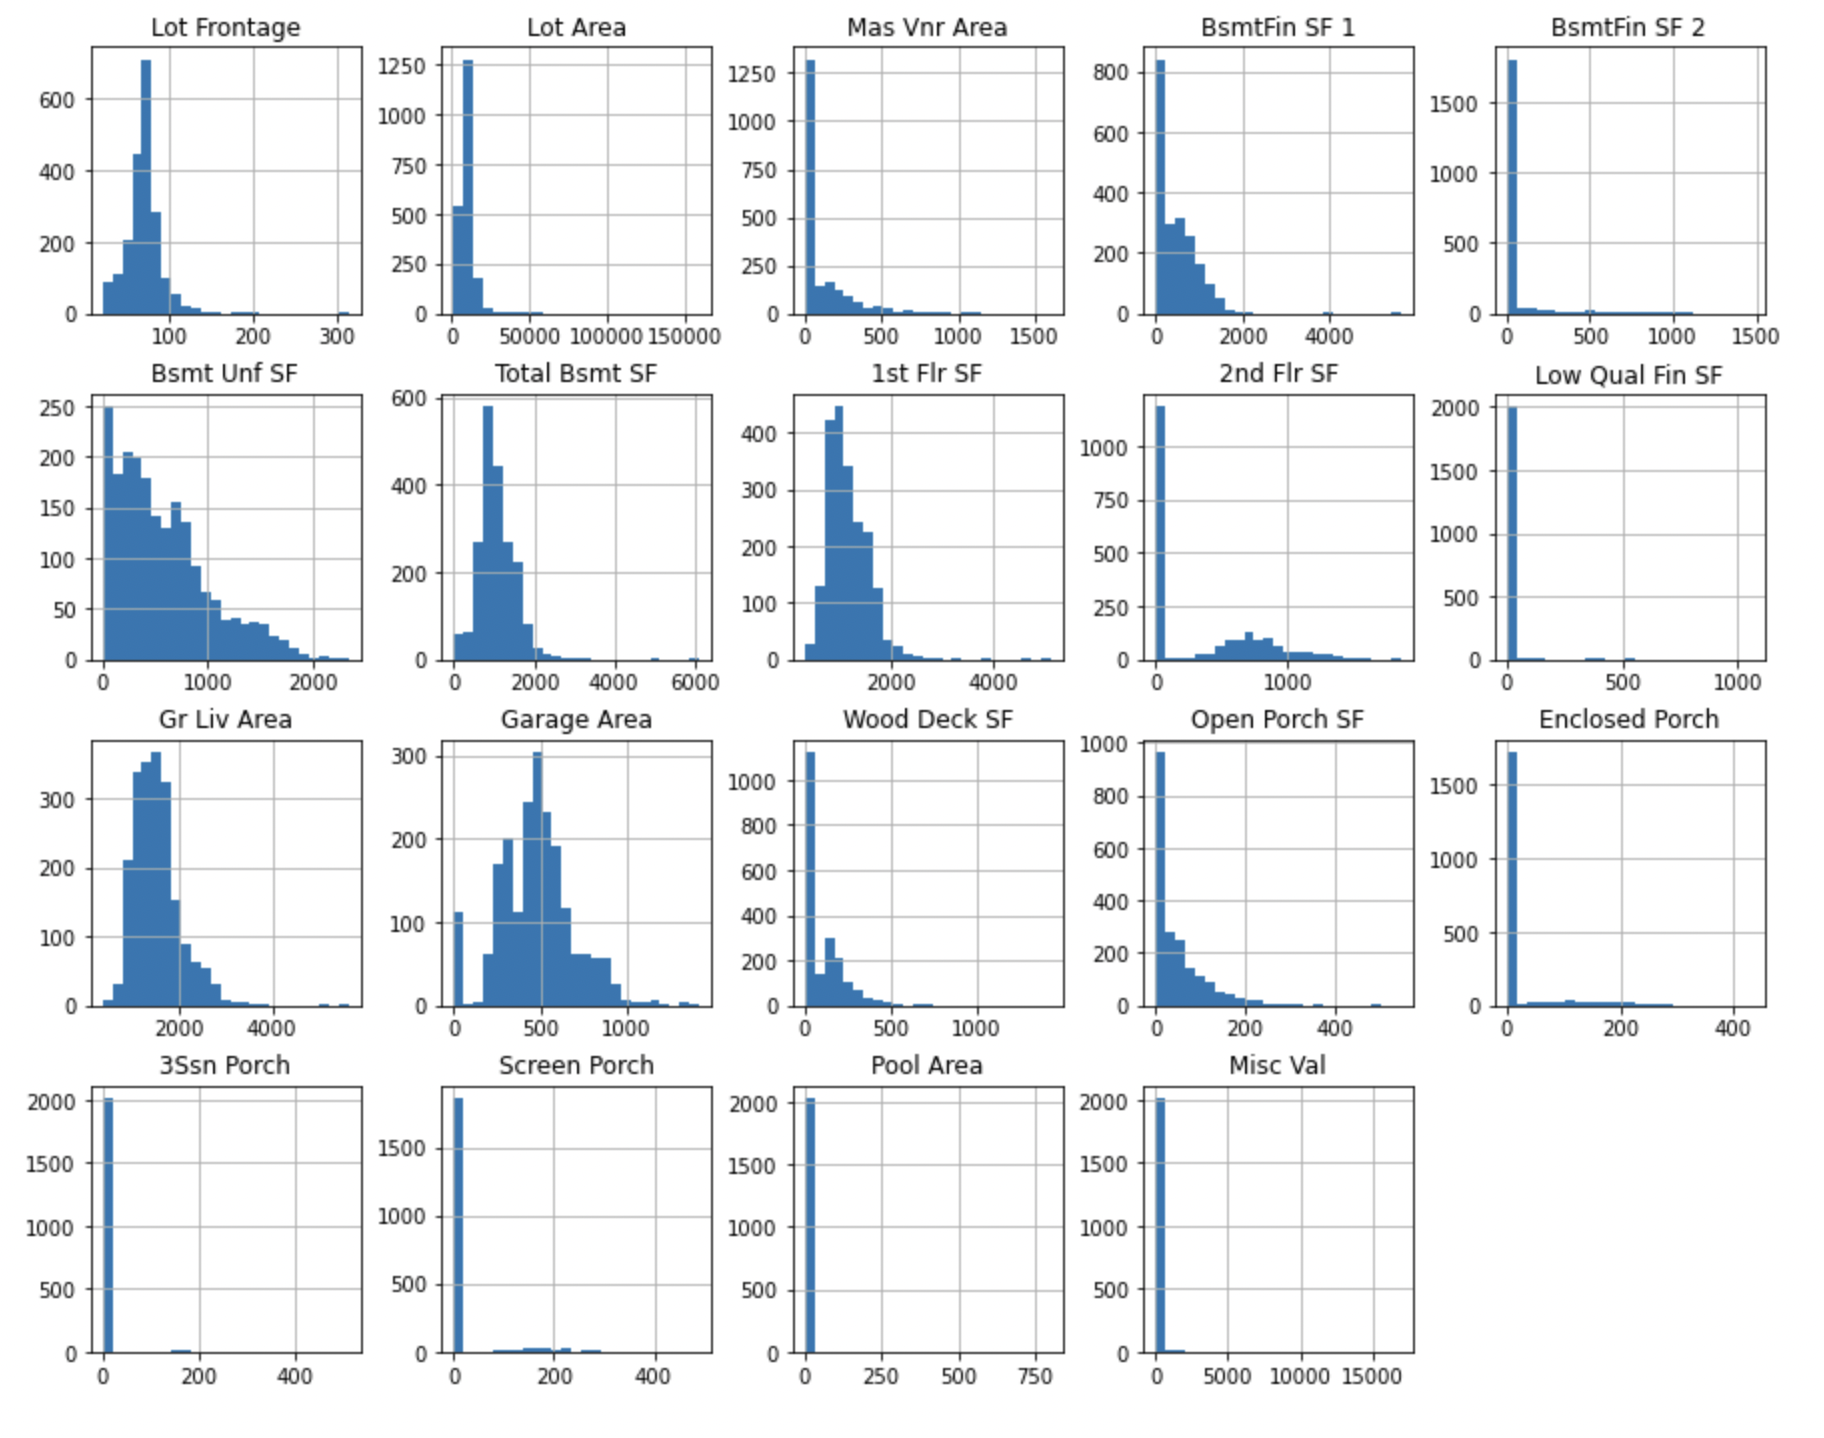 Lot Frontage
600
400
200
0
100 200 300
Lot Area
1250
1000
750
500
250
0
0 50000 100000 150000
Mas Vnr Area
1250
1000
750
500
250
0
0 500 1000 1500
BsmtFin SF 1
800
600
400
200
0
0 2000 4000
BsmtFin SF 2
1500
1000
500
0
0 500 1000 1500
Bsmt Unf SF
250
200
150
100
50
0
0 1000 2000
Total Bsmt SF
600
400
200
0
0 2000 4000 6000
1st Flr SF
400
300
200
100
0
2000 4000
2nd Flr SF
1000
750
500
250
0
0 1000
Low Qual Fin SF
2000
1500
1000
500
0
0 500 1000
Gr Liv Area
300
200
100
0
2000 4000
Garage Area
300
200
100
0
0 500 1000
Wood Deck SF
1000
800
600
400
200
0
0 500 1000
Open Porch SF
1000
800
600
400
200
0
0 200 400
Enclosed Porch
1500
1000
500
0
0 200 400
3Ssn Porch
2000
1500
1000
500
0
0 200 400
Screen Porch
1500
1000
500
0
0 200 400
Pool Area
2000
1500
1000
500
0
0 250 500 750
Misc Val
2000
1500
1000
500
0
0 5000 10000 15000